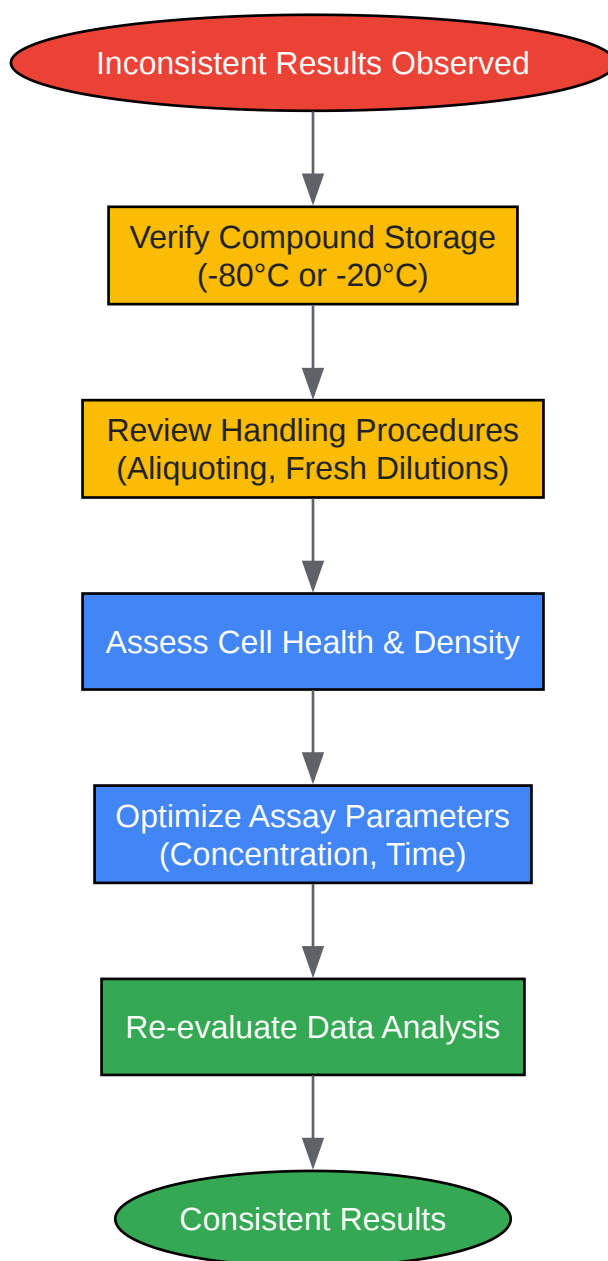 Inconsistent Results Observed
Verify Compound Storage
(-80°C or -20°C)
Review Handling Procedures
(Aliquoting, Fresh Dilutions)
Assess Cell Health & Density
Optimize Assay Parameters
(Concentration, Time)
Re-evaluate Data Analysis
Consistent Results